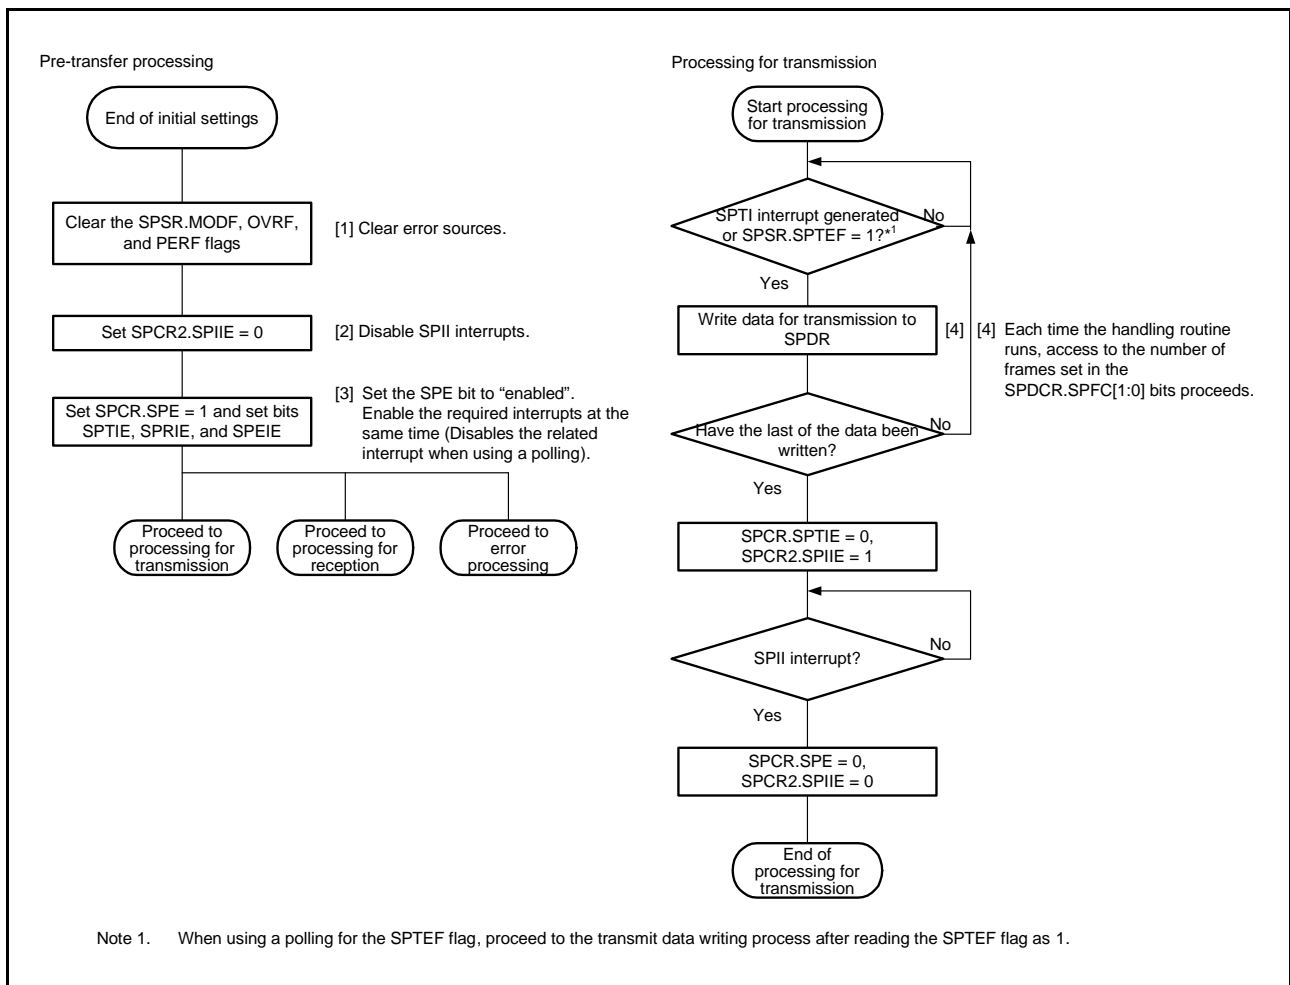 Pre-transfer processing
End of initial settings
Clear the SPSR.MODF, OVRF,
and PERF flags
[1] Clear error sources.
Set SPCR2.SPIIE = 0
[2] Disable SPII interrupts.
Set SPCR.SPE = 1 and set bits
SPTIE, SPRIE, and SPEIE
[3] Set the SPE bit to “enabled”.
Enable the required interrupts at the
same time (Disables the related
interrupt when using a polling).
Proceed to
processing for
transmission
Proceed to
processing for
reception
Proceed to
error
processing
Processing for transmission
Start processing
for transmission
SPTI interrupt generated
or SPSR.SPTEF = 1?*1
No
Yes
Write data for transmission to
SPDR
[4]
[4] Each time the handling routine
runs, access to the number of
frames set in the
SPDCR.SPFC[1:0] bits proceeds.
Have the last of the data been
written?
No
Yes
SPCR.SPTIE = 0,
SPCR2.SPIIE = 1
SPII interrupt?
No
Yes
SPCR.SPE = 0,
SPCR2.SPIIE = 0
End of
processing for
transmission
Note 1. When using a polling for the SPTEF flag, proceed to the transmit data writing process after reading the SPTEF flag as 1.